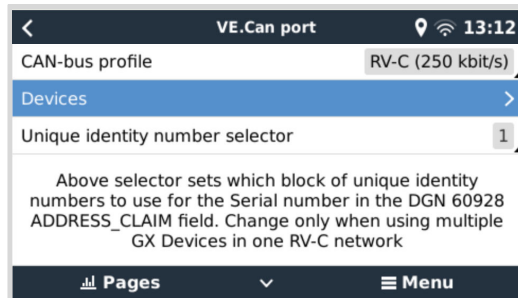 VE.Can port
13:12
CAN-bus profile
RV-C (250 kbit/s)
Devices
Unique identity number selector
1
Above selector sets which block of unique identity
numbers to use for the Serial number in the DGN 60928
ADDRESS_CLAIM field. Change only when using multiple
GX Devices in one RV-C network
Pages
Menu